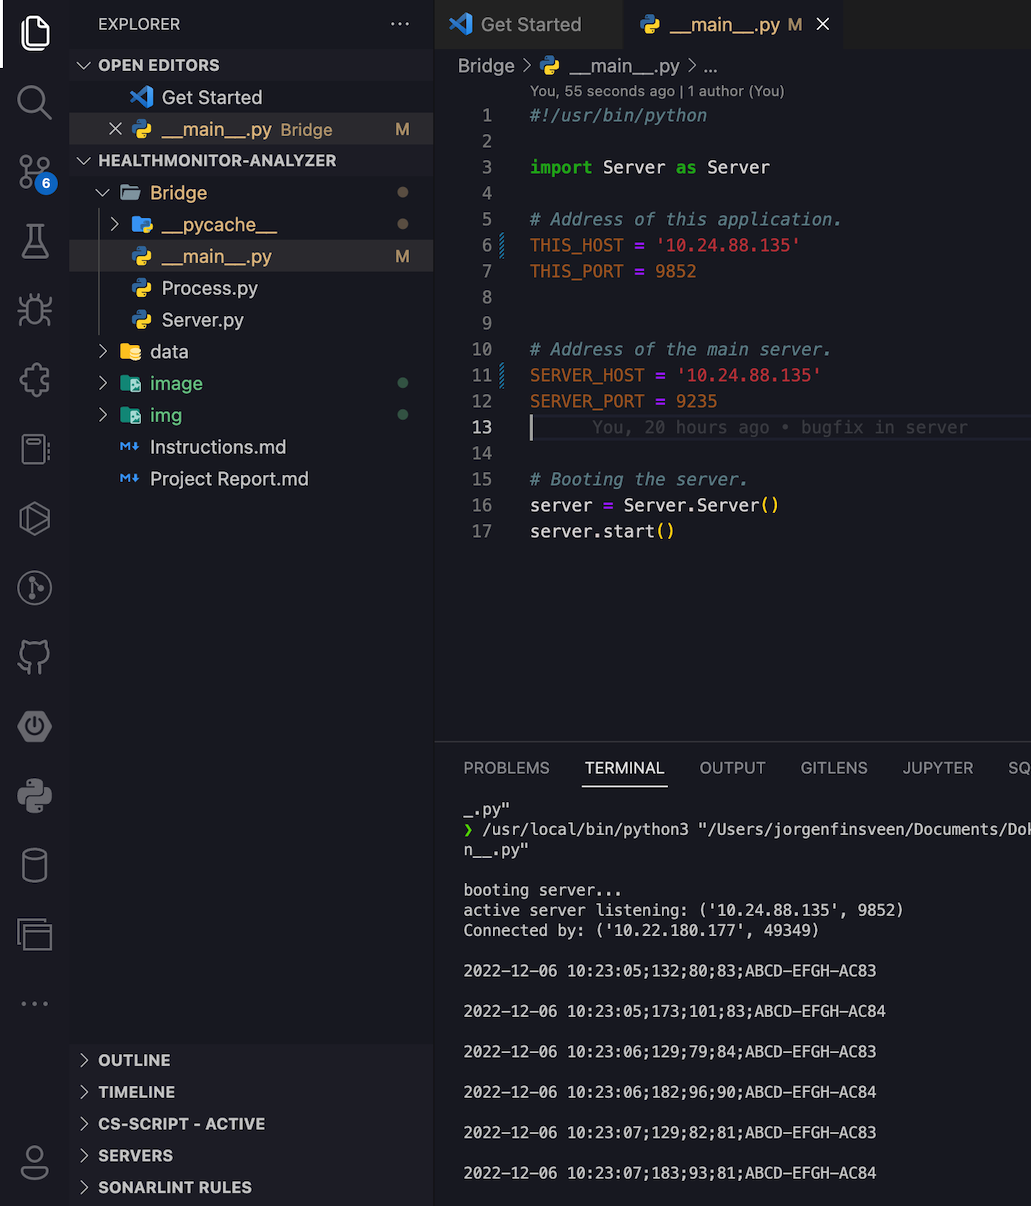 EXPLORER
OPEN EDITORS
Get Started
__main__.py Bridge M
HEALTHMONITOR-ANALYZER
Bridge
__pycache__
__main__.py M
Process.py
Server.py
data
image
img
Instructions.md
Project Report.md
6
OUTLINE
TIMELINE
CS-SCRIPT - ACTIVE
SERVERS
SONARLINT RULES
Get Started
__main__.py M
Bridge > __main__.py > ...
You, 55 seconds ago | 1 author (You)
1 #!/usr/bin/python
2
3 import Server as Server
4
5 # Address of this application.
6 THIS_HOST = '10.24.88.135'
7 THIS_PORT = 9852
8
9
10 # Address of the main server.
11 SERVER_HOST = '10.24.88.135'
12 SERVER_PORT = 9235
13 You, 20 hours ago • bugfix in server
14
15 # Booting the server.
16 server = Server.Server()
17 server.start()
PROBLEMS TERMINAL OUTPUT GITLENS JUPYTER SQ
_.py"
❯ /usr/local/bin/python3 "/Users/jorgenfinsveen/Documents/Dok
n__.py"
booting server...
active server listening: ('10.24.88.135', 9852)
Connected by: ('10.22.180.177', 49349)
2022-12-06 10:23:05;132;80;83;ABCD-EFGH-AC83
2022-12-06 10:23:05;173;101;83;ABCD-EFGH-AC84
2022-12-06 10:23:06;129;79;84;ABCD-EFGH-AC83
2022-12-06 10:23:06;182;96;90;ABCD-EFGH-AC84
2022-12-06 10:23:07;129;82;81;ABCD-EFGH-AC83
2022-12-06 10:23:07;183;93;81;ABCD-EFGH-AC84